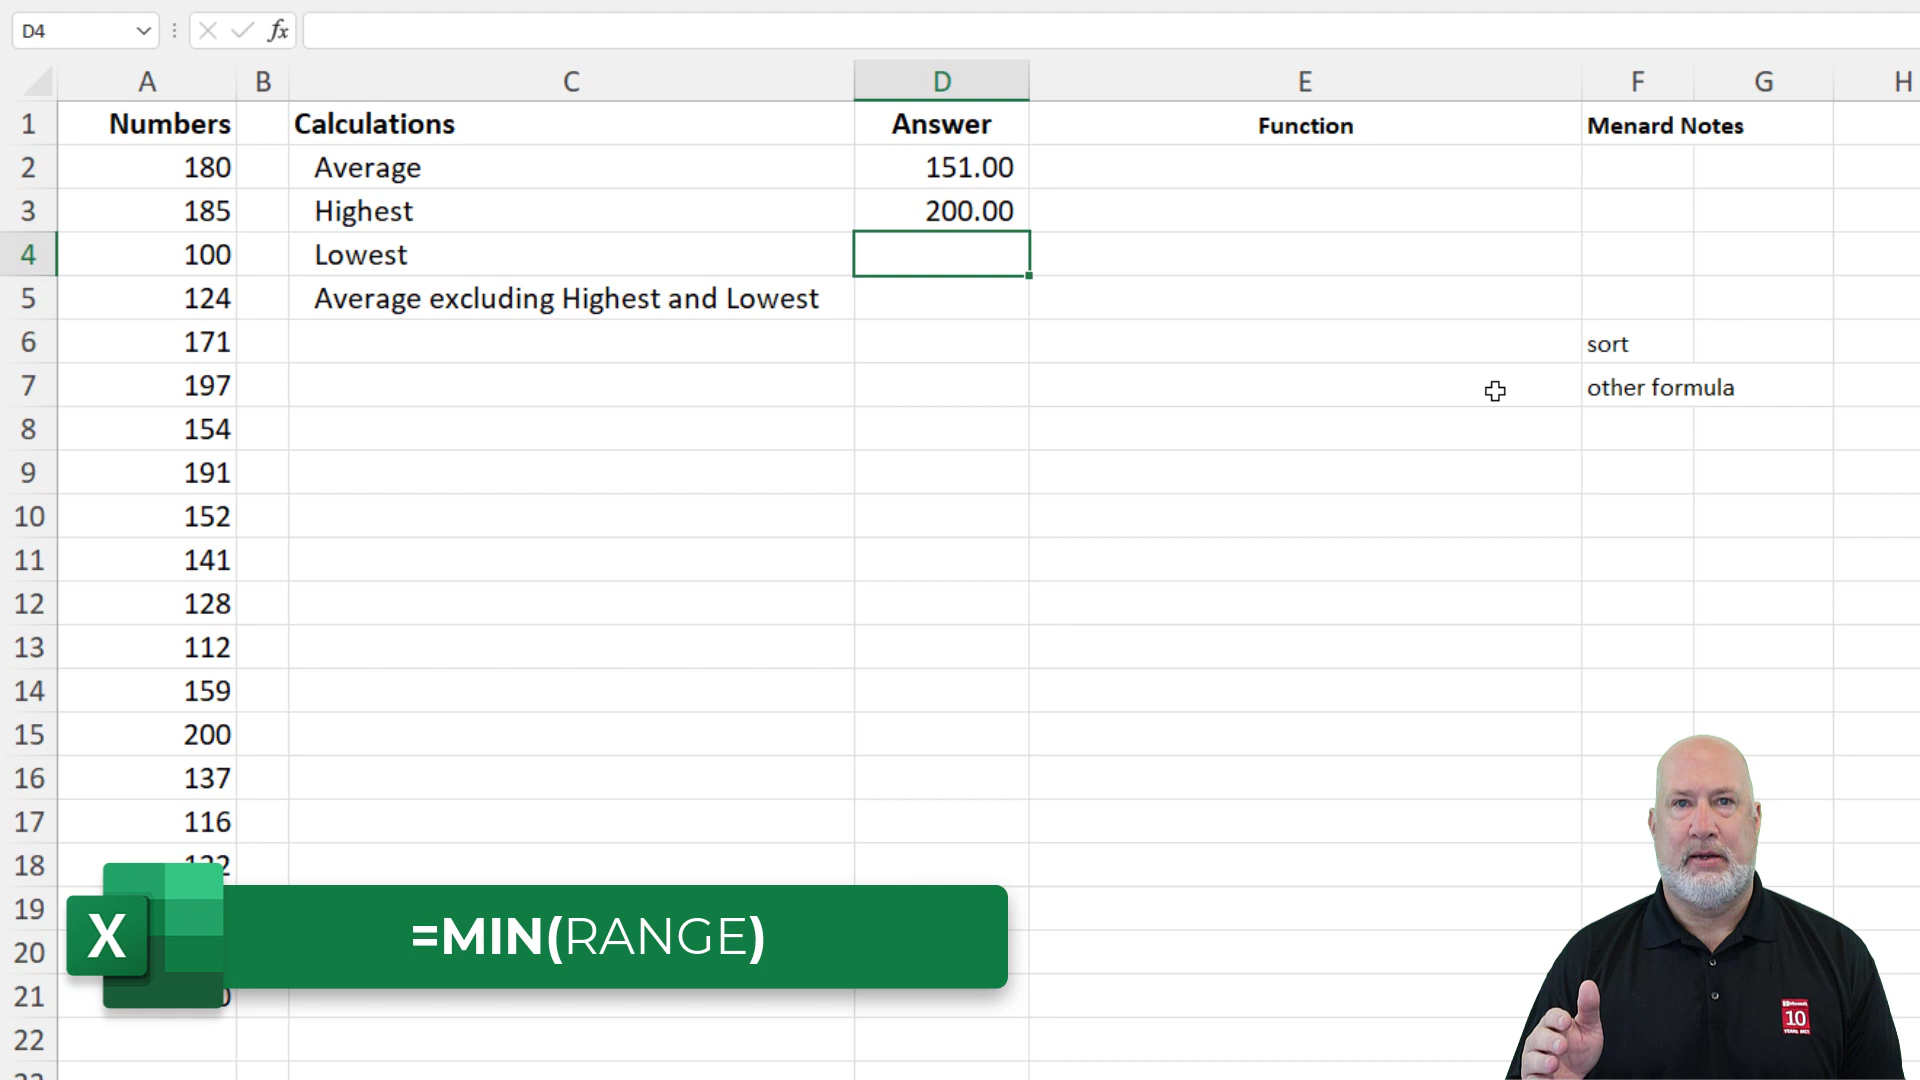 D4
fx
A B C D E F G H
1 Numbers Calculations Answer Function Menard Notes
2 180 Average 151.00
3 185 Highest 200.00
4 100 Lowest
5 124 Average excluding Highest and Lowest
6 171 sort
7 197 other formula
8 154
9 191
10 152
11 141
12 128
13 112
14 159
15 200
16 137
17 116
18
19
20
21
22
X =MIN(RANGE)
10